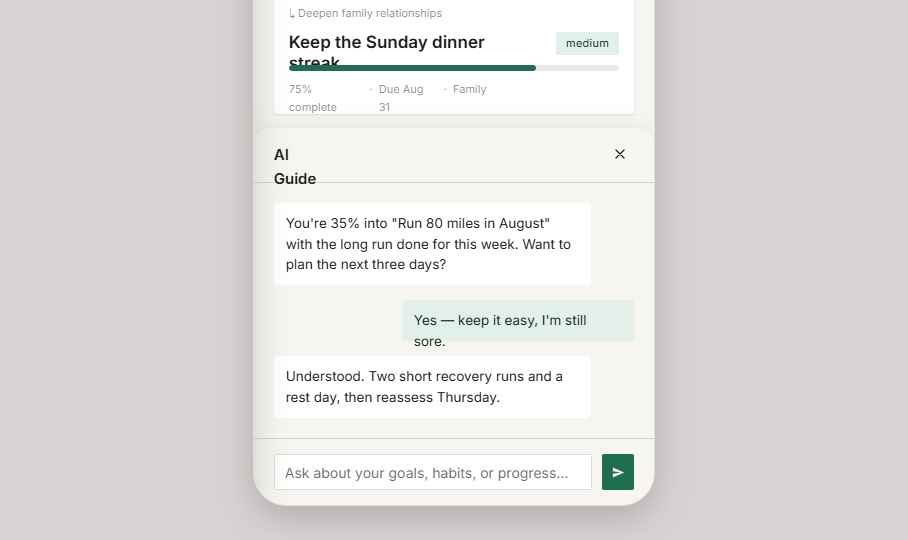 ↳ Deepen family relationships
Keep the Sunday dinner
streak
medium
75%
complete
· Due Aug
31
· Family
AI
Guide
You're 35% into "Run 80 miles in August"
with the long run done for this week. Want to
plan the next three days?
Yes — keep it easy, I'm still
sore.
Understood. Two short recovery runs and a
rest day, then reassess Thursday.
Ask about your goals, habits, or progress...